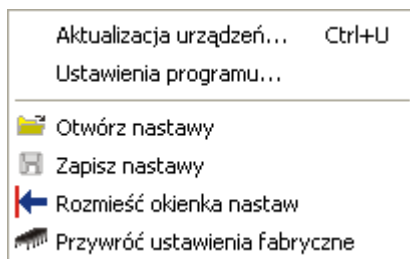 Aktualizacja urządzeń... Ctrl+U
Ustawienia programu...
Otwórz nastawy
Zapisz nastawy
Rozmieść okienka nastaw
Przywróć ustawienia fabryczne